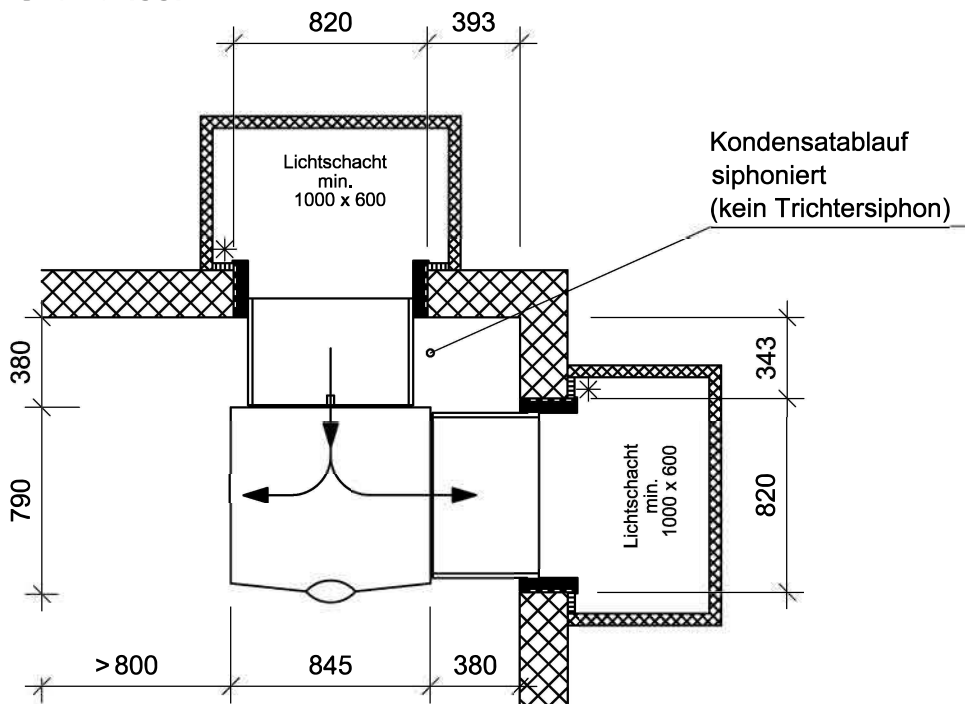 820
393
Lichtschacht
min.
1000 x 600
Kondensatablauf
siphoniert
(kein Trichtersiphon)
380
343
790
Lichtschacht
min.
1000 x 600
820
>800
845
380